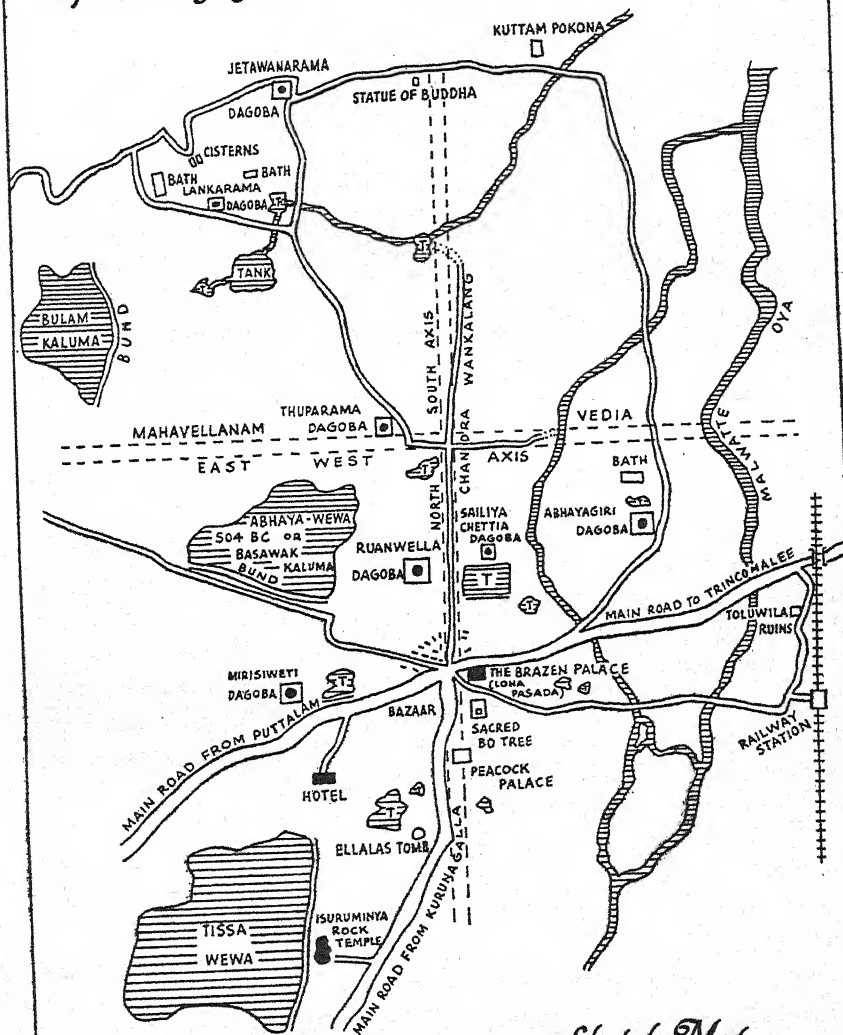 KUTTAM POKONA
JETAWANARAMA
DAGOBA
STATUE OF BUDDHA
CISTERNS
BATH
BATH
LANKARAMA
DAGOBA
T
TANK
T
T
BULAM
KALUMA
BUND
SOUTH AXIS
WANKALANG
OYA
MALWATTE
THUPARAMA
DAGOBA
MAHAVELLANAM
VEDIA
EAST WEST AXIS
NORTH
CHANDRA
T
BATH
ABHAYA-WEWA
504 BC OR
BASAWAK
KALUMA
BUND
RUANWELLA
DAGOBA
SAILIYA
CHETTIA
DAGOBA
T
T
ABHAYAGIRI
DAGOBA
T
MAIN ROAD TO TRINCOMALEE
TOLUWILA
RUINS
MIRISIWETI
DAGOBA
T
THE BRAZEN PALACE
(LOHA
PASADA)
BAZAAR
SACRED
BO TREE
RAILWAY
STATION
MAIN ROAD FROM PUTTALAM
PEACOCK
PALACE
HOTEL
T
ELLALAS TOMB
TISSA
WEWA
ISURUMINYA
ROCK
TEMPLE
MAIN ROAD FROM KURUNAGALLA
Sketch Map